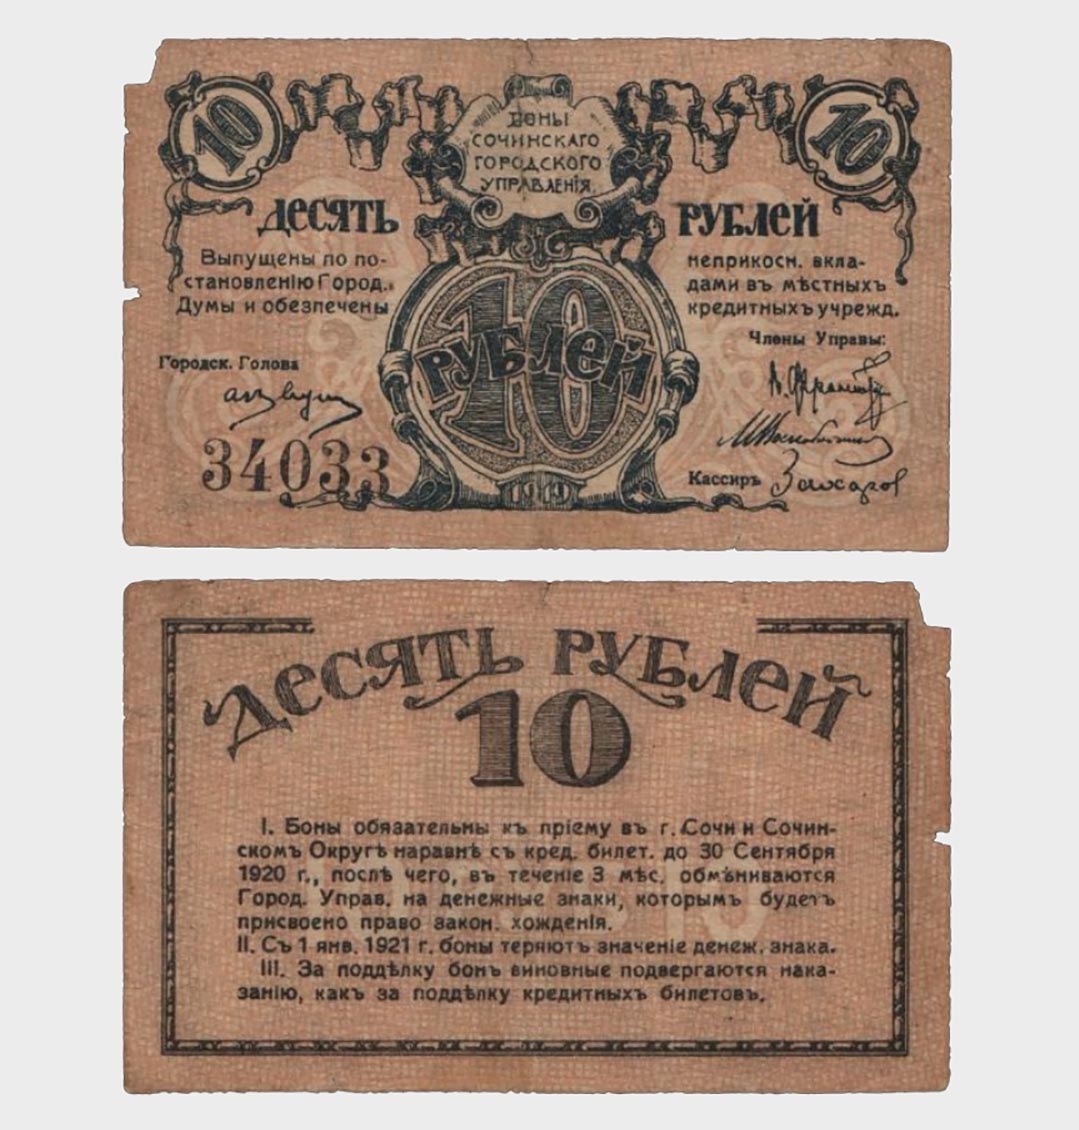 10
10
БОНЫ
СОЧИНСКАГО
ГОРОДСКОГО
УПРАВЛЕНІЯ
ДЕСЯТЬ
РУБЛЕЙ
Выпущены по по-
становленію Город.
Думы и обезпечены
неприкосн. вкла-
дами въ мѣстныхъ
кредитныхъ учрежд.
10
РУБЛЕЙ
Члены Управы:
Городск. Голова
34033
Кассиръ Захаров
1919
ДЕСЯТЬ РУБЛЕЙ
10
I. Боны обязательны къ пріему въ г. Сочи и Сочин-
скомъ Округѣ наравнѣ съ кред. билет. до 30 Сентября
1920 г., послѣ чего, въ теченіе 3 мѣс. обмѣниваются
Город. Управ. на денежные знаки, которымъ будетъ
присвоено право закон. хожденія.
II. Съ 1 янв. 1921 г. боны теряютъ значеніе денеж. знака.
III. За поддѣлку бонъ виновные подвергаются нака-
занію, какъ за поддѣлку кредитныхъ билетовъ.